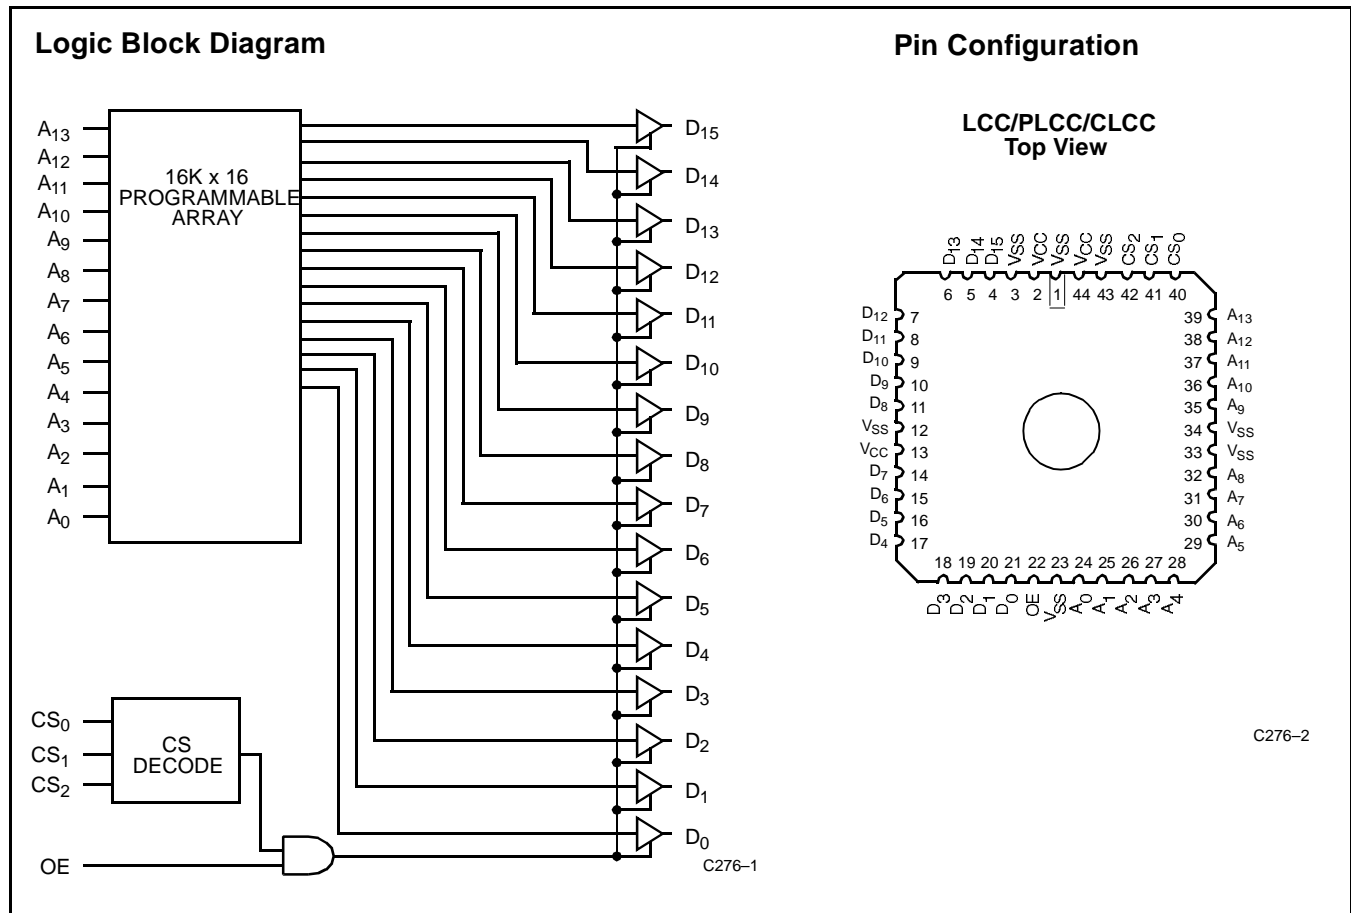 Logic Block Diagram
A13
A12
A11
A10
A9
A8
A7
A6
A5
A4
A3
A2
A1
A0
16K x 16
PROGRAMMABLE
ARRAY
D15
D14
D13
D12
D11
D10
D9
D8
D7
D6
D5
D4
D3
D2
D1
D0
CS0
CS1
CS2
CS
DECODE
OE
C276–1
Pin Configuration
LCC/PLCC/CLCC
Top View
D13 D14 D15 VSS VCC VSS VCC VSS CS2 CS1 CS0
6 5 4 3 2 1 44 43 42 41 40
D12 7
D11 8
D10 9
D9 10
D8 11
VSS 12
VCC 13
D7 14
D6 15
D5 16
D4 17
39 A13
38 A12
37 A11
36 A10
35 A9
34 VSS
33 VSS
32 A8
31 A7
30 A6
29 A5
18 19 20 21 22 23 24 25 26 27 28
D3 D2 D1 D0 OE VSS A0 A1 A2 A3 A4
C276–2